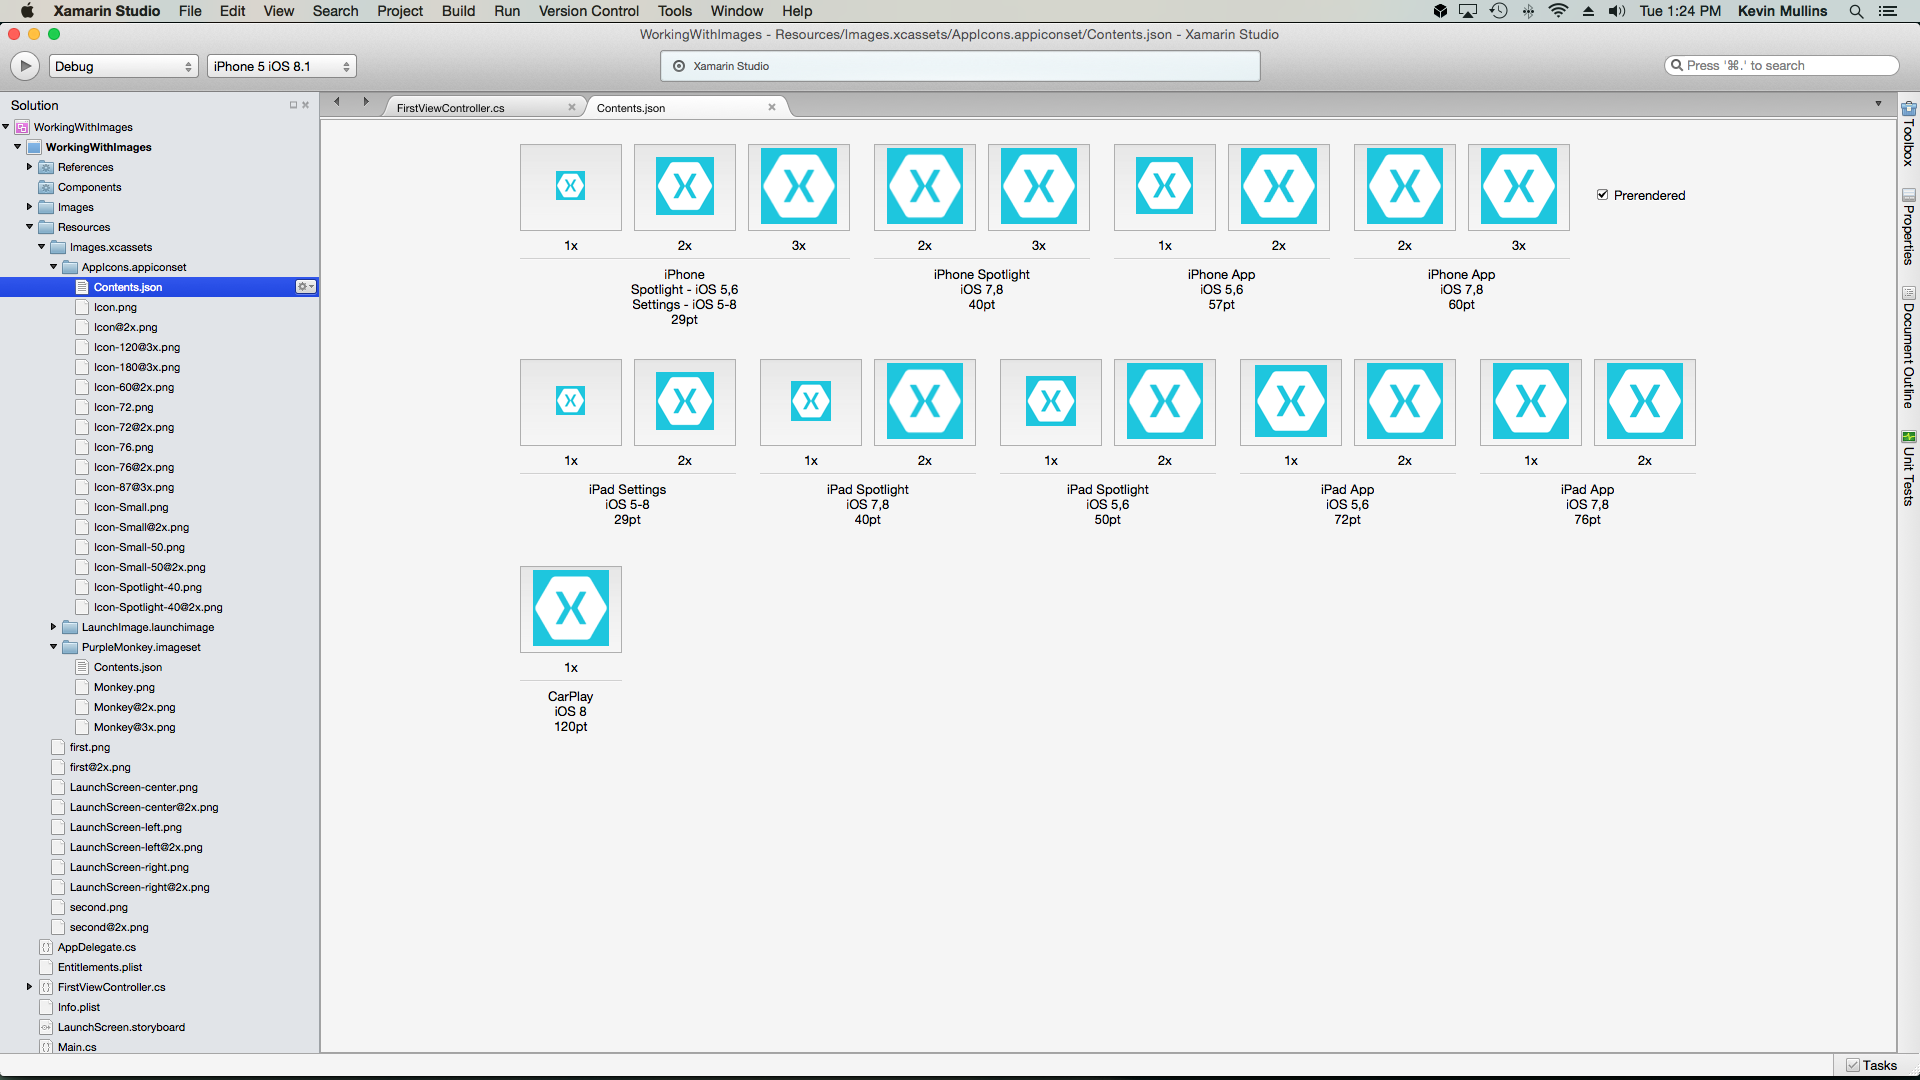 Xamarin Studio File Edit View Search Project Build Run Version Control Tools Window Help Tue 1:24 PM Kevin Mullins
WorkingWithImages - Resources/Images.xcassets/AppIcons.appiconset/Contents.json - Xamarin Studio
Debug iPhone 5 iOS 8.1 Xamarin Studio Press '⌘.' to search
Solution
WorkingWithImages
WorkingWithImages
References
Components
Images
Resources
Images.xcassets
AppIcons.appiconset
Contents.json
Icon.png
Icon@2x.png
Icon-120@3x.png
Icon-180@3x.png
Icon-60@2x.png
Icon-72.png
Icon-72@2x.png
Icon-76.png
Icon-76@2x.png
Icon-87@3x.png
Icon-Small.png
Icon-Small@2x.png
Icon-Small-50.png
Icon-Small-50@2x.png
Icon-Spotlight-40.png
Icon-Spotlight-40@2x.png
LaunchImage.launchimage
PurpleMonkey.imageset
Contents.json
Monkey.png
Monkey@2x.png
Monkey@3x.png
first.png
first@2x.png
LaunchScreen-center.png
LaunchScreen-center@2x.png
LaunchScreen-left.png
LaunchScreen-left@2x.png
LaunchScreen-right.png
LaunchScreen-right@2x.png
second.png
second@2x.png
AppDelegate.cs
Entitlements.plist
FirstViewController.cs
Info.plist
LaunchScreen.storyboard
Main.cs
FirstViewController.cs Contents.json
1x 2x 3x 2x 3x 1x 2x 2x 3x
Prerendered
iPhone
Spotlight - iOS 5,6
Settings - iOS 5-8
29pt
iPhone Spotlight
iOS 7,8
40pt
iPhone App
iOS 5,6
57pt
iPhone App
iOS 7,8
60pt
1x 2x 1x 2x 1x 2x 1x 2x 1x 2x
iPad Settings
iOS 5-8
29pt
iPad Spotlight
iOS 7,8
40pt
iPad Spotlight
iOS 5,6
50pt
iPad App
iOS 5,6
72pt
iPad App
iOS 7,8
76pt
1x
CarPlay
iOS 8
120pt
Toolbox
Properties
Document Outline
Unit Tests
Tasks